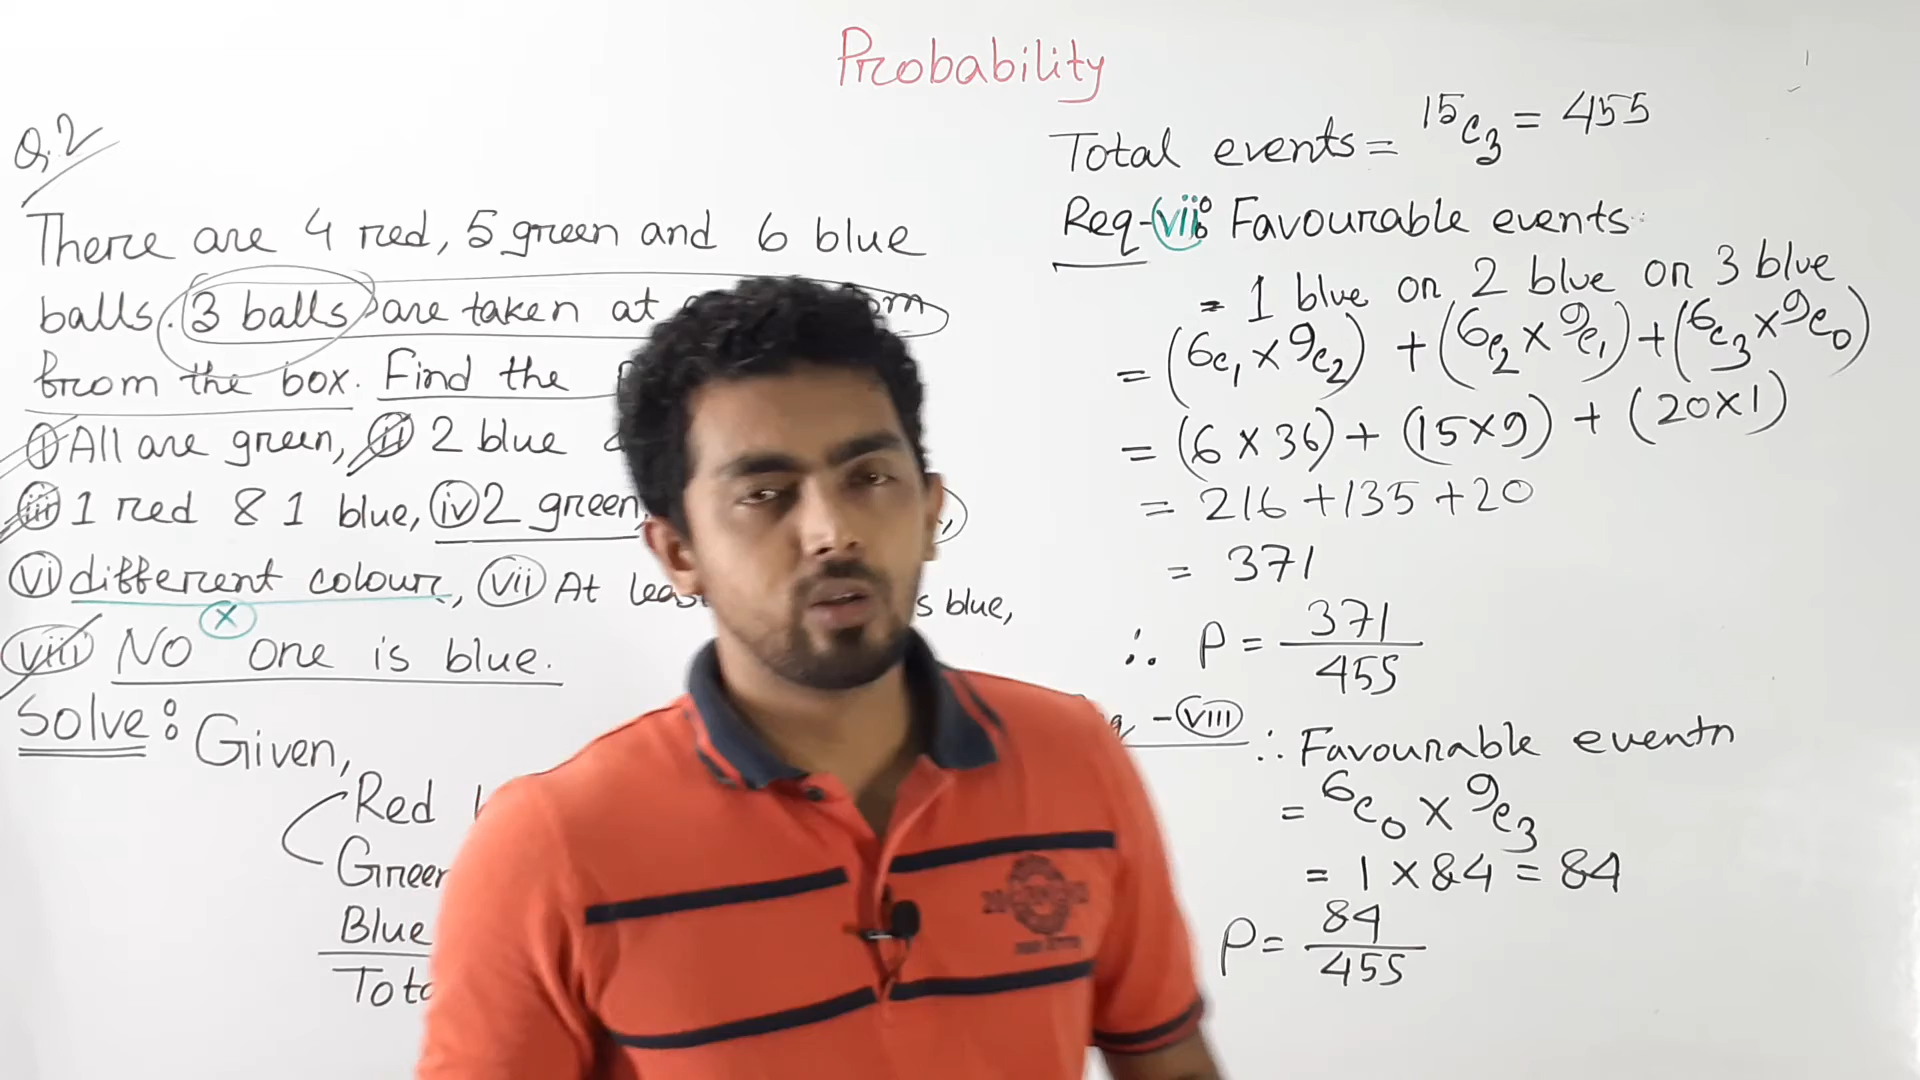 Probability
Q.2
There are 4 red, 5 green and 6 blue
balls. 3 balls are taken at
from the box. Find the
(i) All are green, (ii) 2 blue
(iii) 1 red & 1 blue, (iv) 2 green,
(vi) different colour, (vii) At least is blue,
x
(viii) No one is blue.
Solve: Given,
Red
Green
Blue
Total events = 15c3 = 455
Req-(vii): Favourable events
= 1 blue or 2 blue or 3 blue
= (6c1 × 9c2) + (6c2 × 9c1) + (6c3 × 9c0)
= (6 × 36) + (15×9) + (20×1)
= 216 + 135 + 20
= 371
∴ P = 371/455
- (viii) ∴ Favourable eventn
= 6c0 × 9c3
= 1 × 84 = 84
P = 84/455